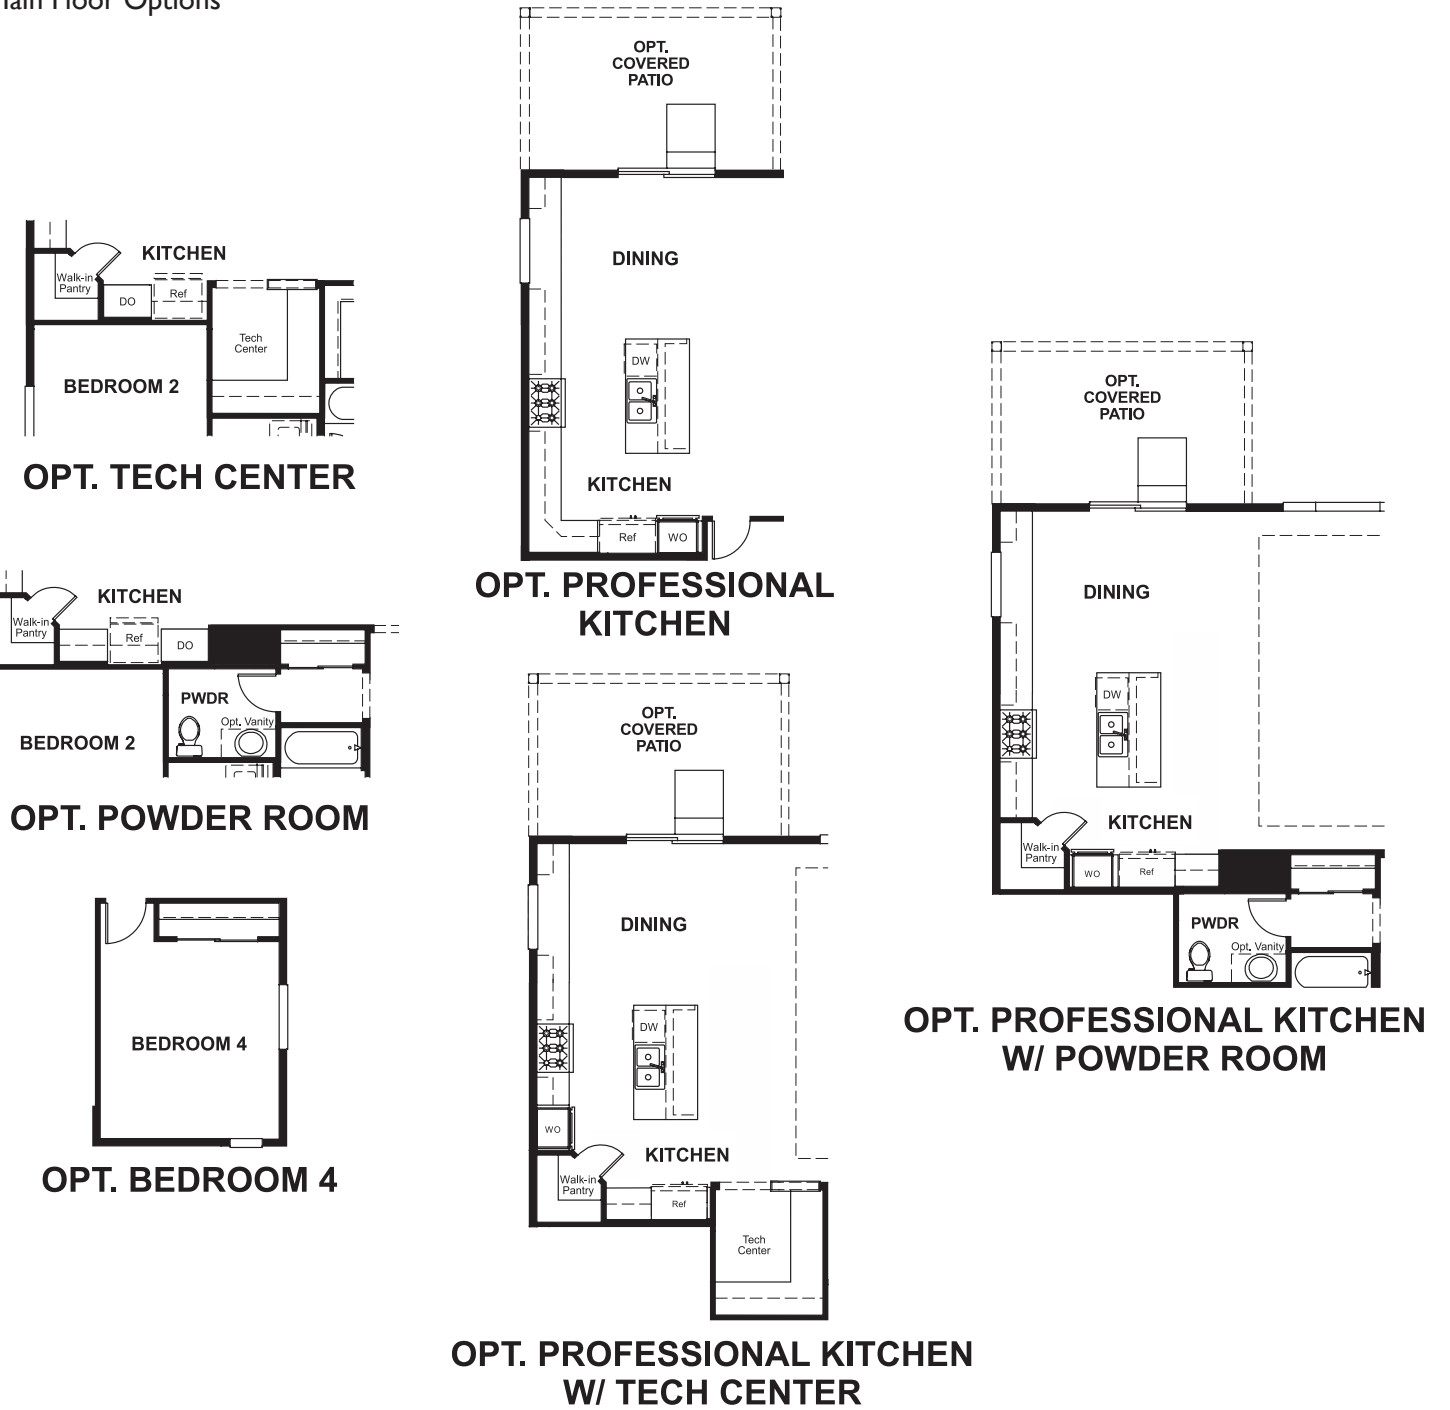 Floor Options
KITCHEN
Walk-in
Pantry
DO
Ref
Tech
Center
BEDROOM 2
OPT. TECH CENTER
KITCHEN
Walk-in
Pantry
Ref
DO
PWDR
Opt. Vanity
BEDROOM 2
OPT. POWDER ROOM
BEDROOM 4
OPT. BEDROOM 4
OPT.
COVERED
PATIO
DINING
DW
KITCHEN
Ref
WO
OPT. PROFESSIONAL
KITCHEN
OPT.
COVERED
PATIO
DINING
DW
WO
KITCHEN
Walk-in
Pantry
Ref
Tech
Center
OPT. PROFESSIONAL KITCHEN
W/ TECH CENTER
OPT.
COVERED
PATIO
DINING
DW
KITCHEN
Walk-in
Pantry
WO
Ref
PWDR
Opt. Vanity
OPT. PROFESSIONAL KITCHEN
W/ POWDER ROOM